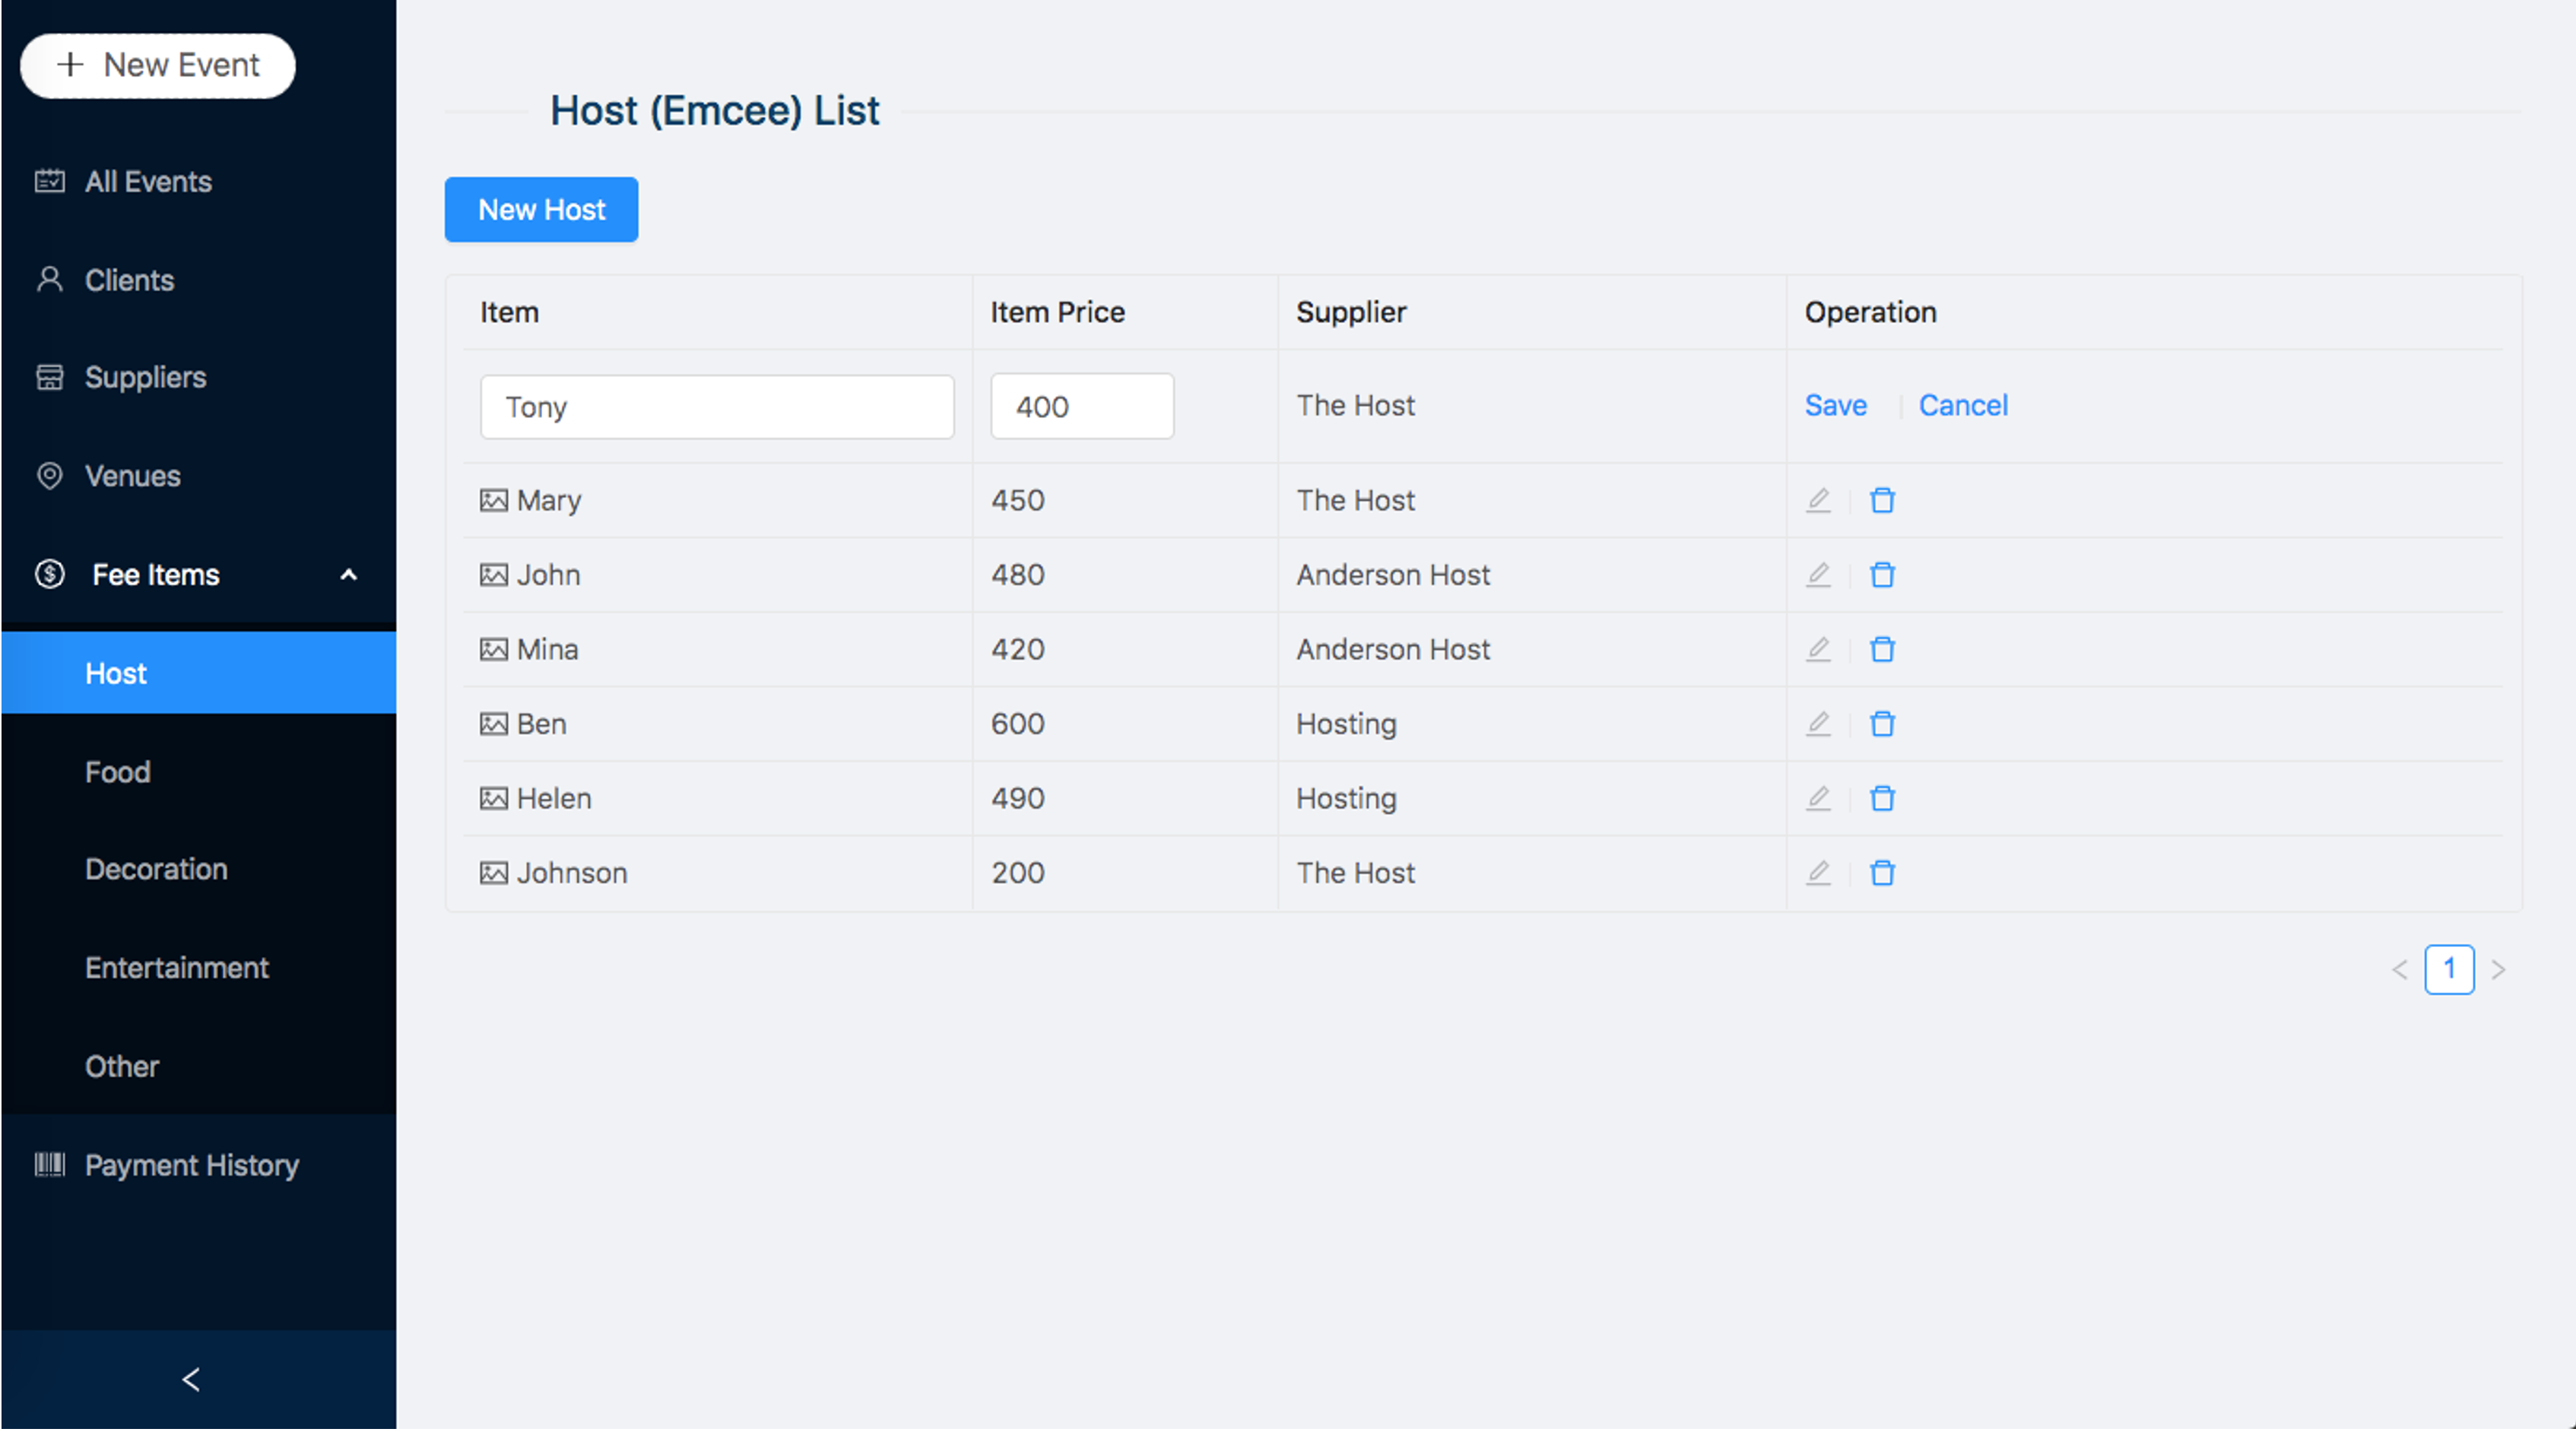 + New Event
All Events
Clients
Suppliers
Venues
Fee Items
Host
Food
Decoration
Entertainment
Other
Payment History
<
Host (Emcee) List
New Host
Item Item Price Supplier Operation
Tony 400 The Host Save Cancel
Mary 450 The Host
John 480 Anderson Host
Mina 420 Anderson Host
Ben 600 Hosting
Helen 490 Hosting
Johnson 200 The Host
< 1 >